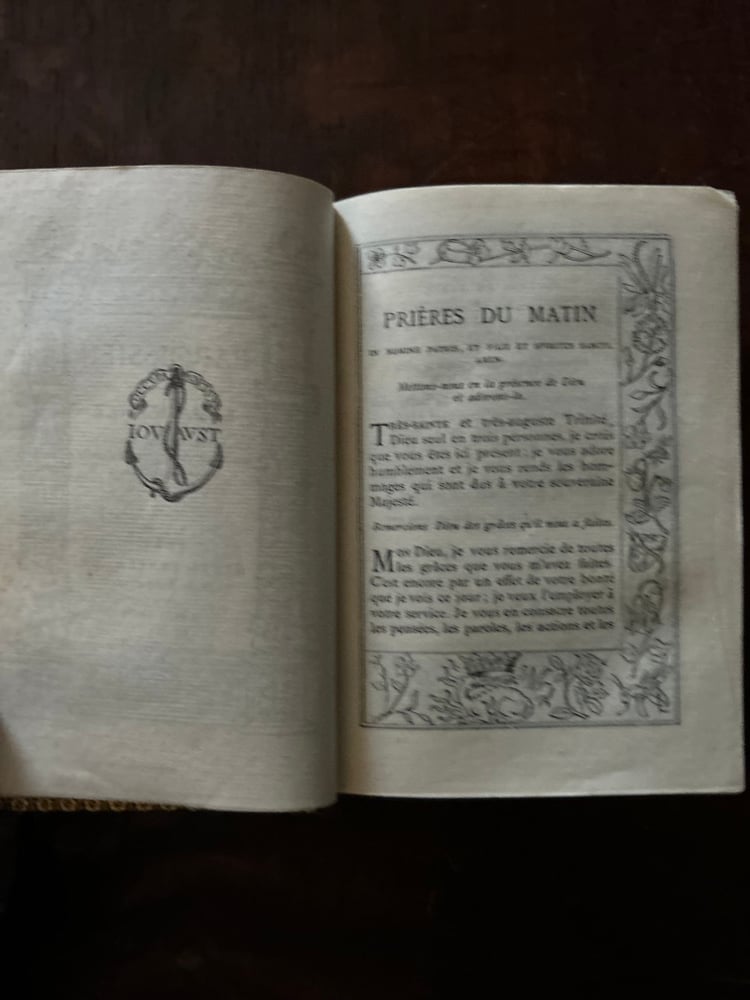 IOV AVST
PRIÈRES DU MATIN
IN NOMINE PATRIS, ET FILII ET SPIRITUS SANCTI.
AMEN.
Mettons-nous en la présence de Dieu
et adorons-le.
TRÈS-SAINTE et très-auguste Trinité,
Dieu seul en trois personnes, je crois
que vous êtes ici présent : je vous adore
humblement et je vous rends les hom-
mages qui sont dus à votre souveraine
Majesté.
Remercions Dieu des grâces qu'il nous a faites.
MON Dieu, je vous remercie de toutes
les grâces que vous m'avez faites.
C'est encore par un effet de votre bonté
que je vois ce jour ; je veux l'employer à
votre service. Je vous en consacre toutes
les pensées, les paroles, les actions et les